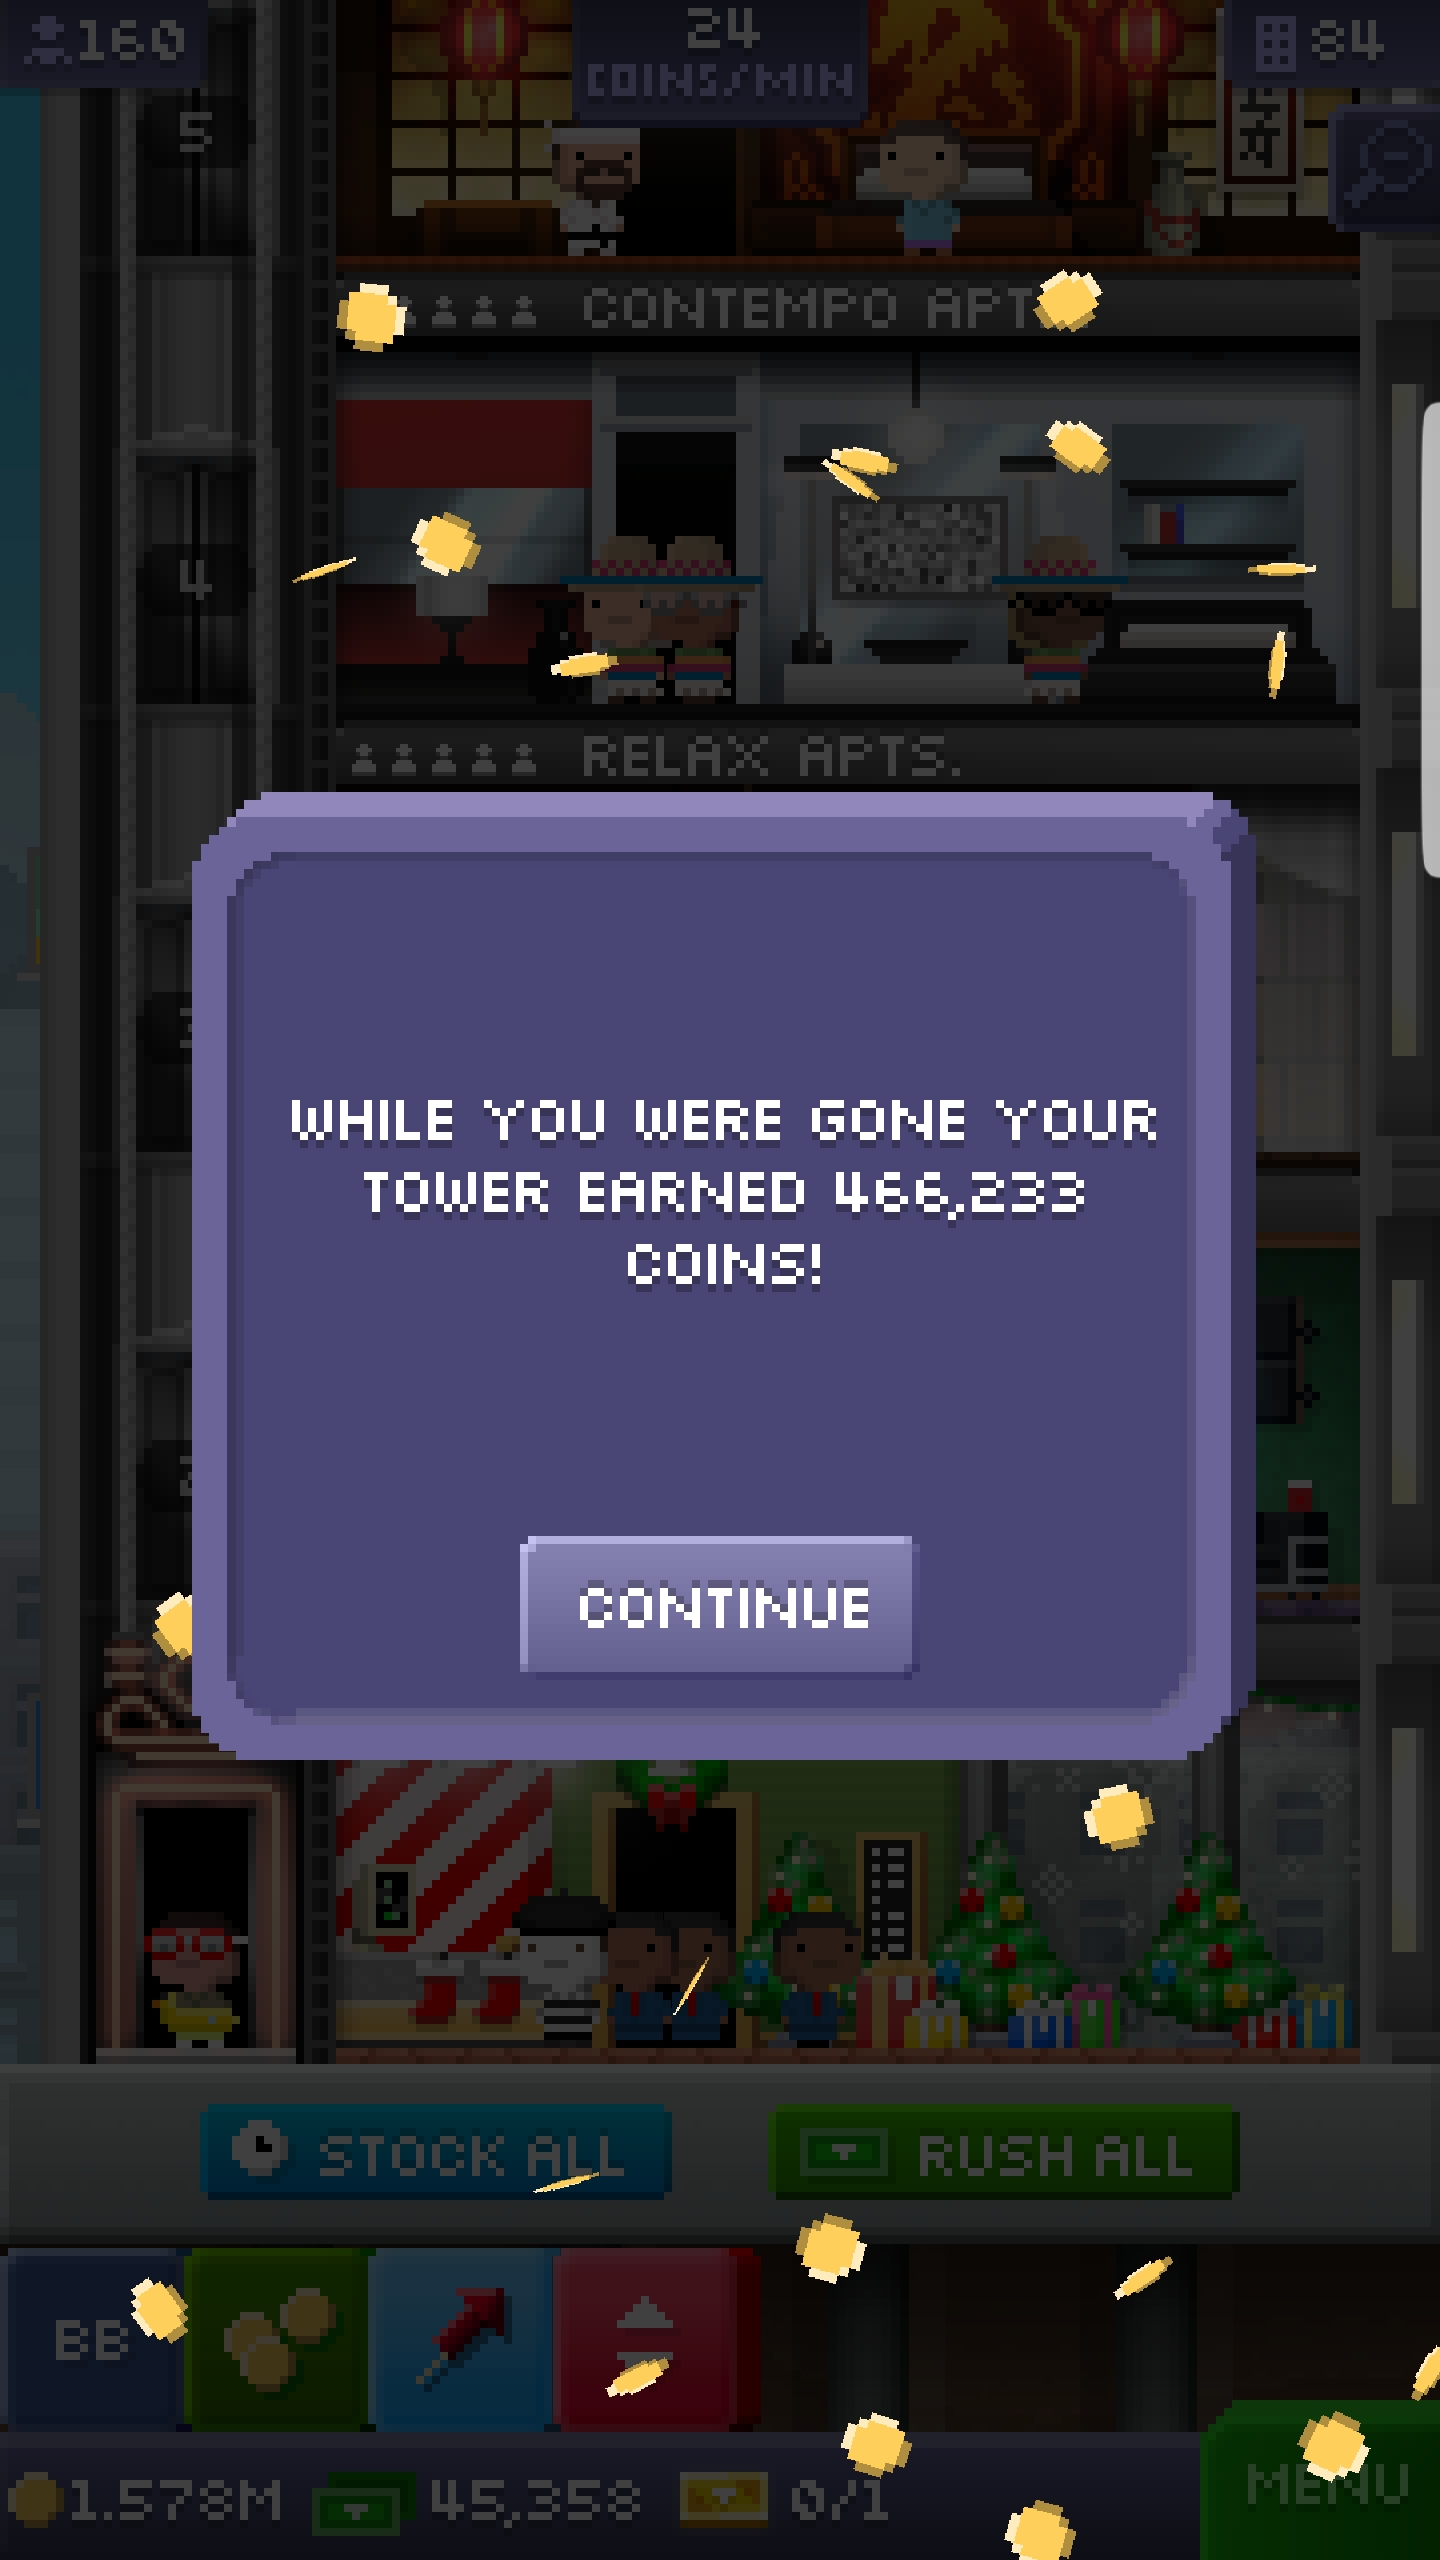 160
24
COINS/MIN
84
5
CONTEMPO APT
4
RELAX APTS.
WHILE YOU WERE GONE YOUR
TOWER EARNED 466,233
COINS!
CONTINUE
STOCK ALL
RUSH ALL
BB
1.578M
45,358
0/1
MENU